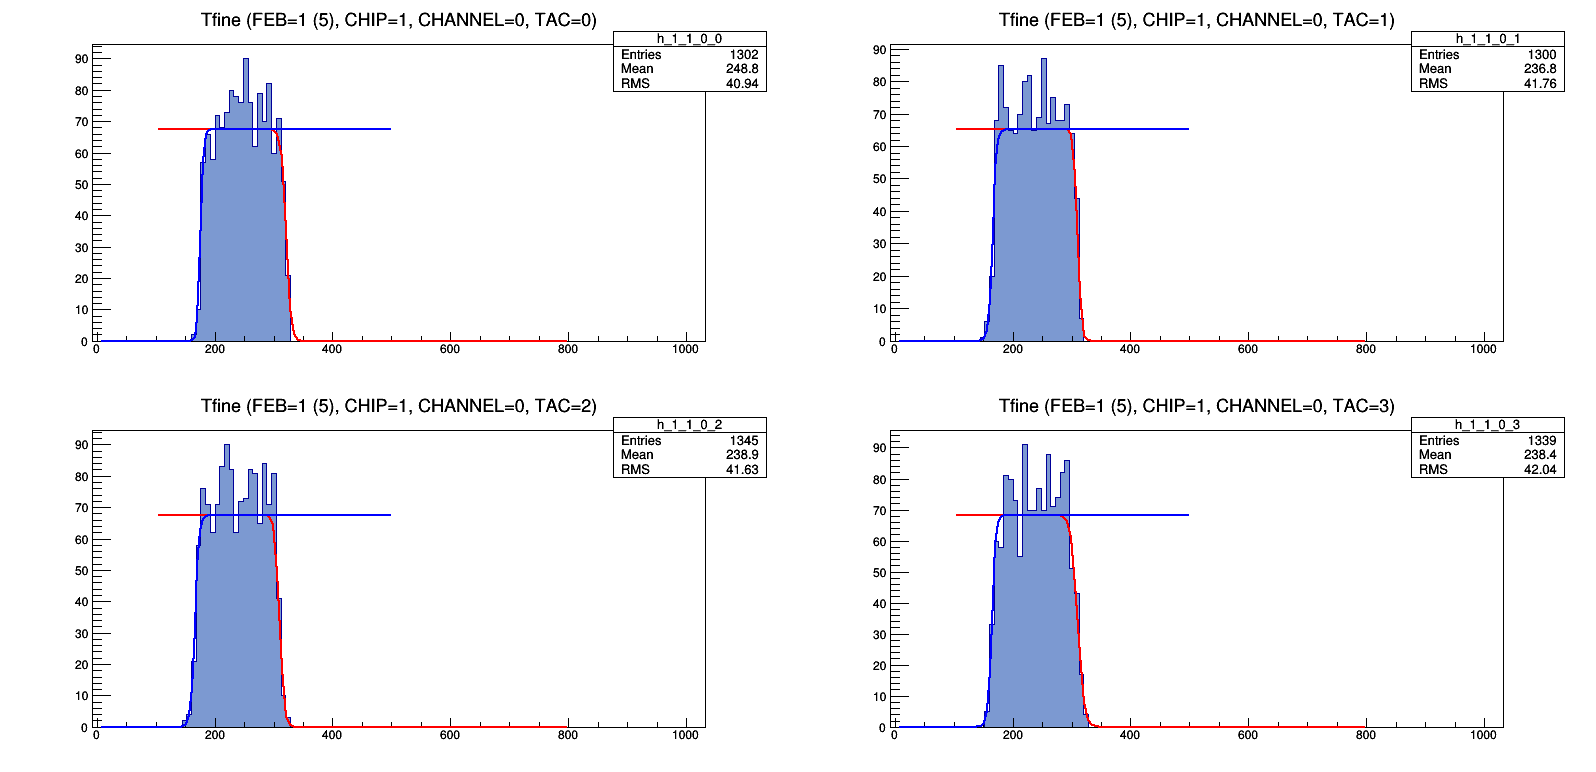 Tfine (FEB=1 (5), CHIP=1, CHANNEL=0, TAC=0)
h_1_1_0_0
Entries 1302
Mean 248.8
RMS 40.94
90
80
70
60
50
40
30
20
10
0
0 200 400 600 800 1000
Tfine (FEB=1 (5), CHIP=1, CHANNEL=0, TAC=1)
h_1_1_0_1
Entries 1300
Mean 236.8
RMS 41.76
90
80
70
60
50
40
30
20
10
0
0 200 400 600 800 1000
Tfine (FEB=1 (5), CHIP=1, CHANNEL=0, TAC=2)
h_1_1_0_2
Entries 1345
Mean 238.9
RMS 41.63
90
80
70
60
50
40
30
20
10
0
0 200 400 600 800 1000
Tfine (FEB=1 (5), CHIP=1, CHANNEL=0, TAC=3)
h_1_1_0_3
Entries 1339
Mean 238.4
RMS 42.04
90
80
70
60
50
40
30
20
10
0
0 200 400 600 800 1000